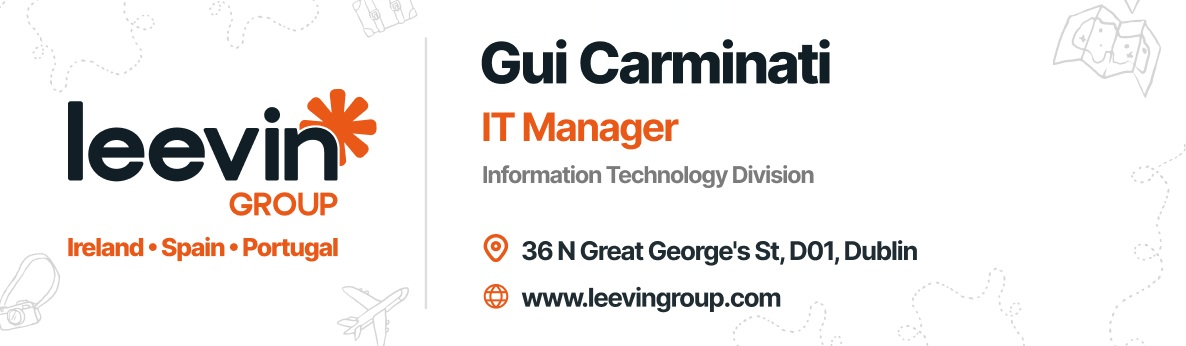 leevin
GROUP
Ireland • Spain • Portugal
Gui Carminati
IT Manager
Information Technology Division
36 N Great George's St, D01, Dublin
www.leevingroup.com